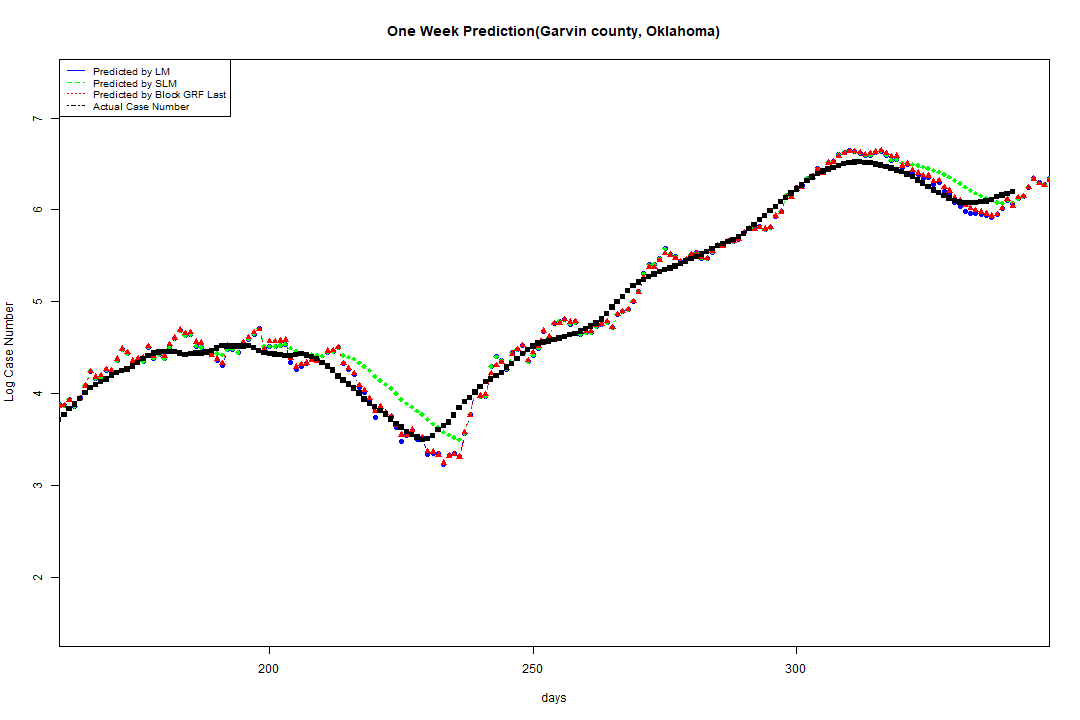 One Week Prediction(Garvin county, Oklahoma)
Predicted by LM
Predicted by SLM
Predicted by Block GRF Last
Actual Case Number
7
6
5
4
3
2
Log Case Number
200
250
300
days